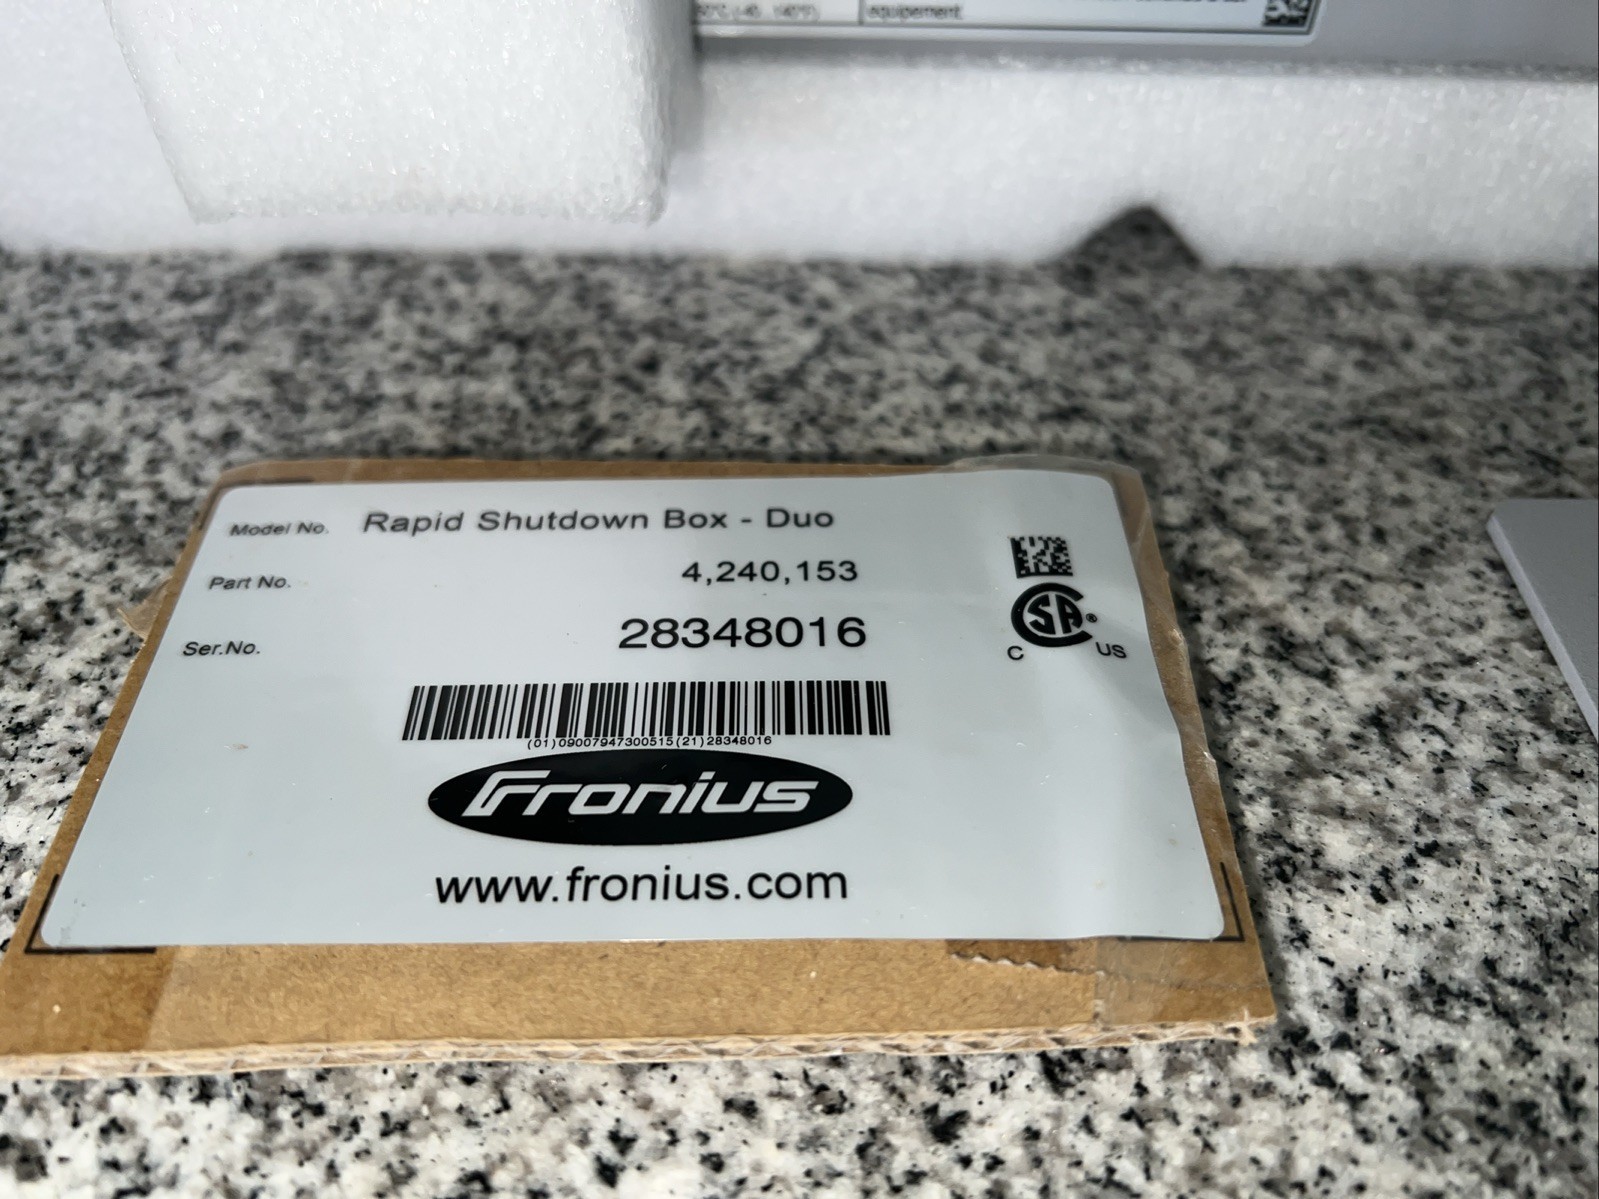 equipement.
Model No. Rapid Shutdown Box - Duo
Part No. 4,240,153
Ser.No. 28348016
CSA®
C US
(01)09007947300515(21)28348016
Fronius
www.fronius.com